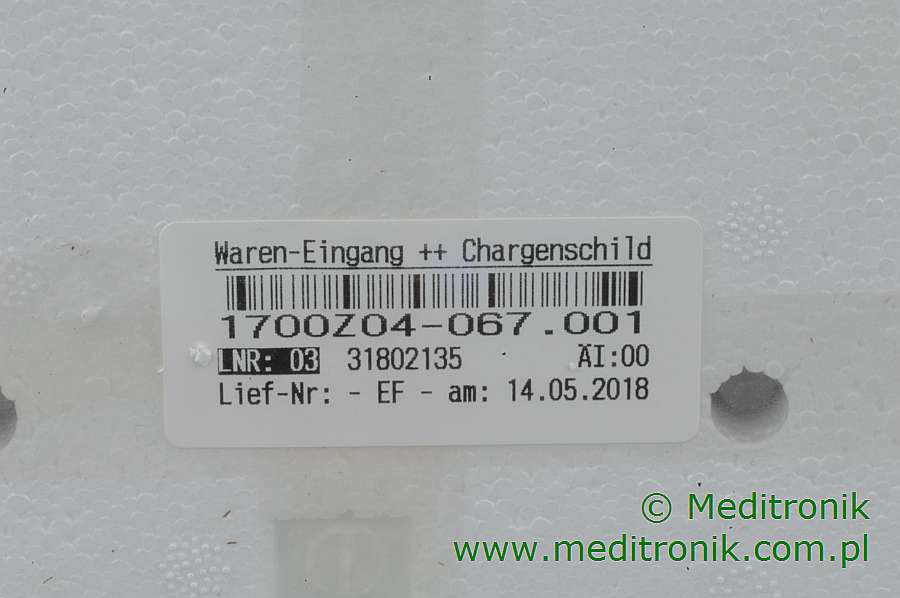 Waren-Eingang ++ Chargenschild
1700Z04-067.001
LNR: 03 31802135 ÄI:00
Lief-Nr: - EF - am: 14.05.2018
© Meditronik
www.meditronik.com.pl